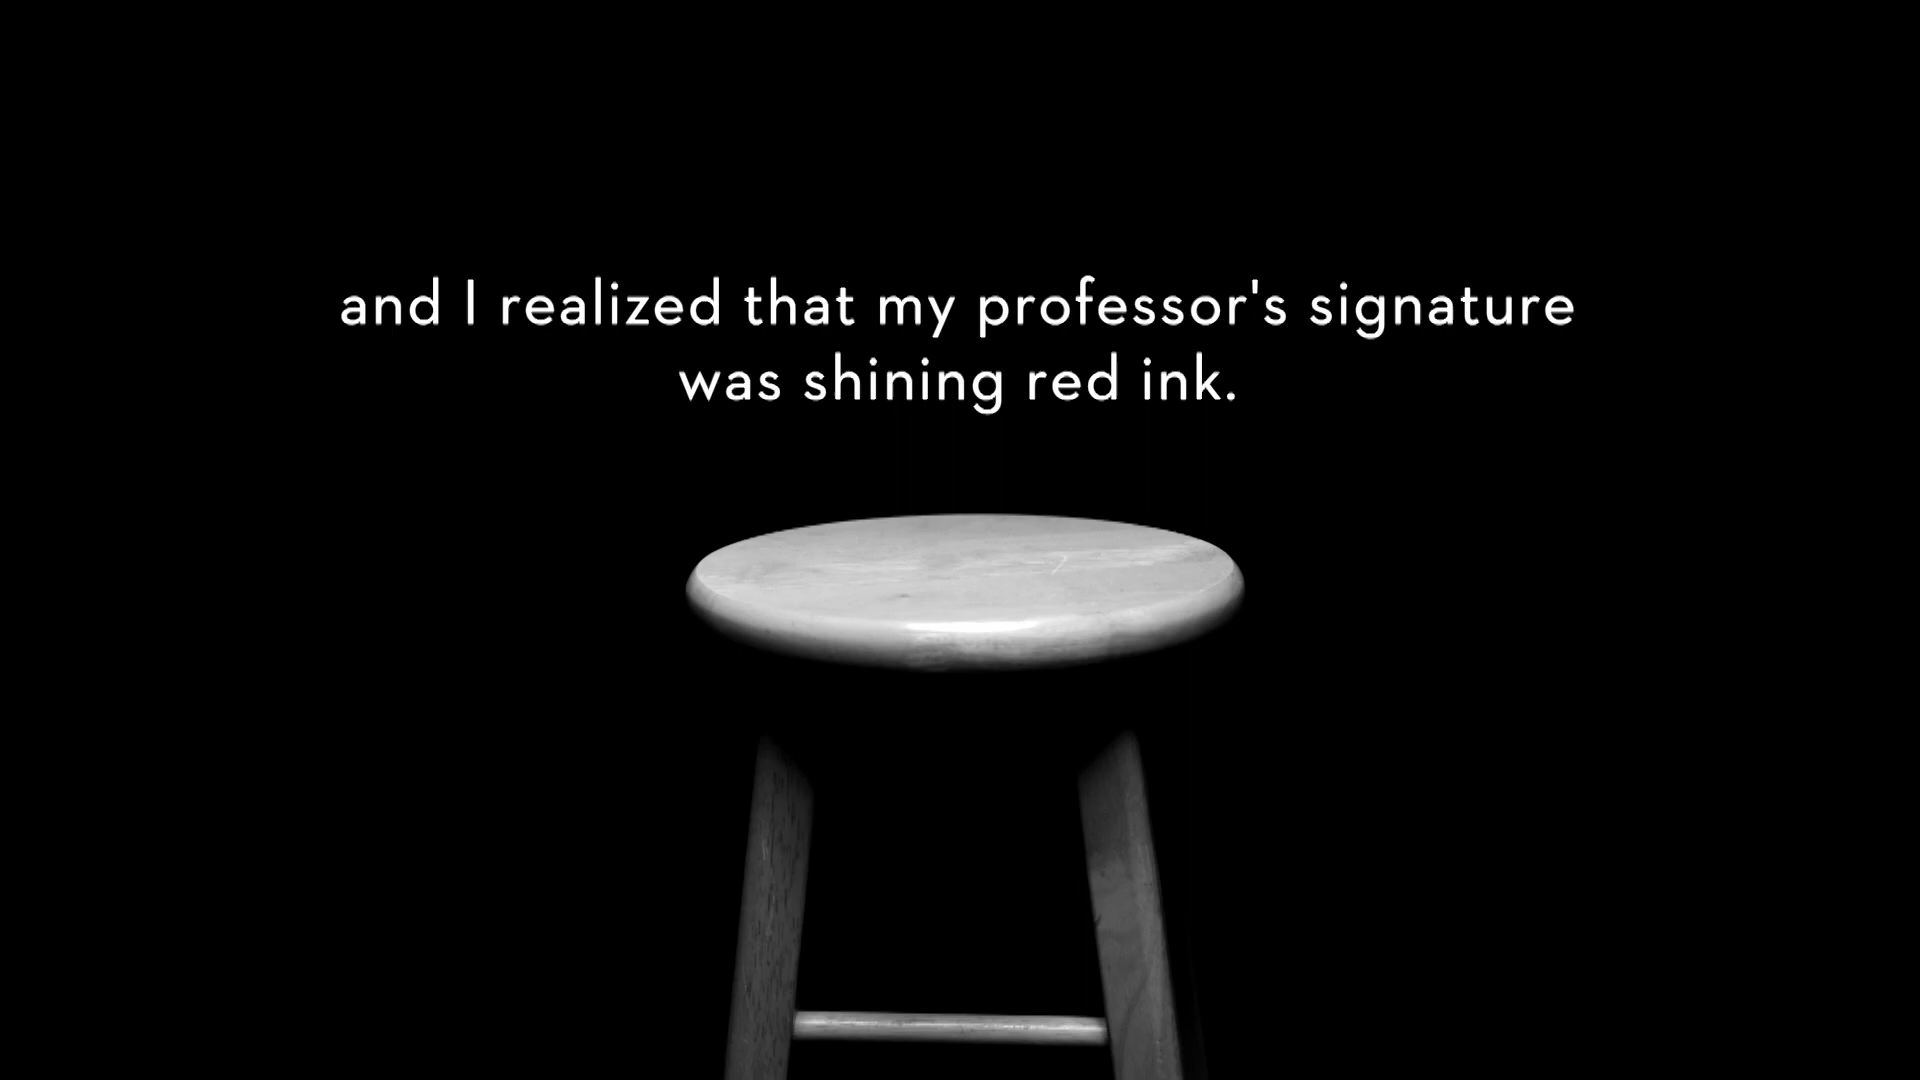 and I realized that my professor's signature
was shining red ink.